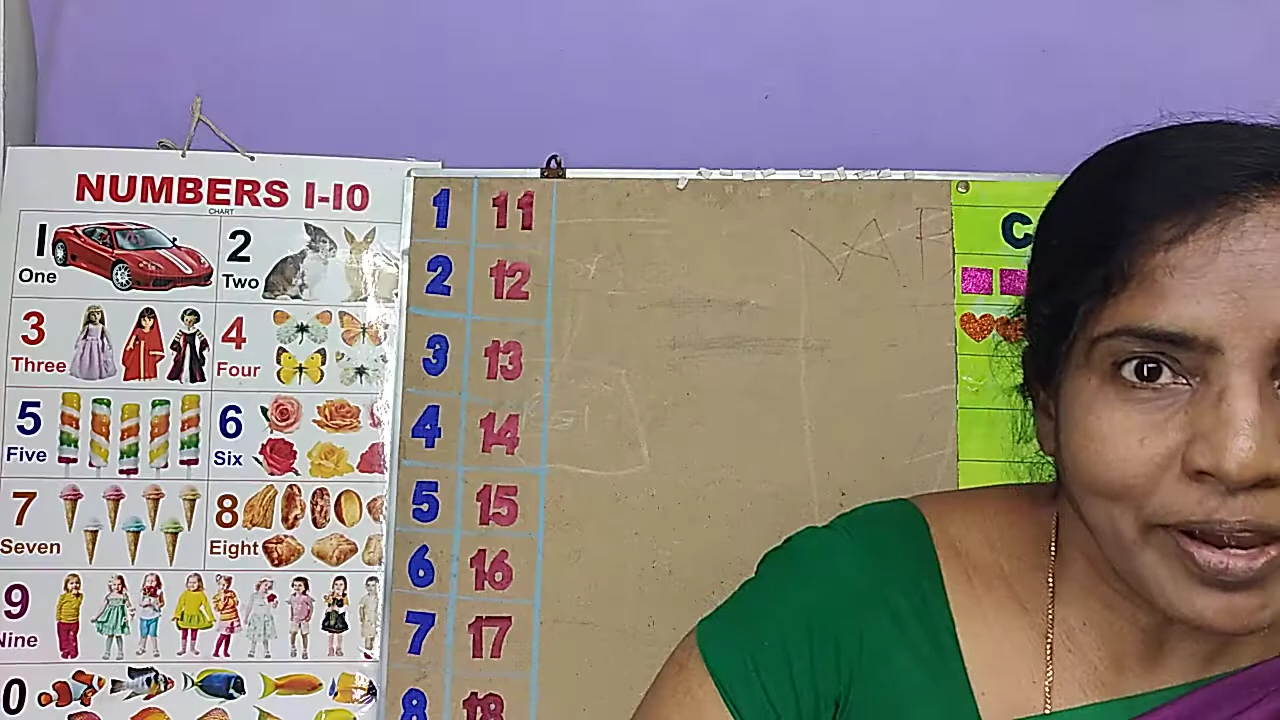 NUMBERS 1-10
CHART
1 One
2 Two
3 Three
4 Four
5 Five
6 Six
7 Seven
8 Eight
9 Nine
0
1 11
2 12
3 13
4 14
5 15
6 16
7 17
8 18
C